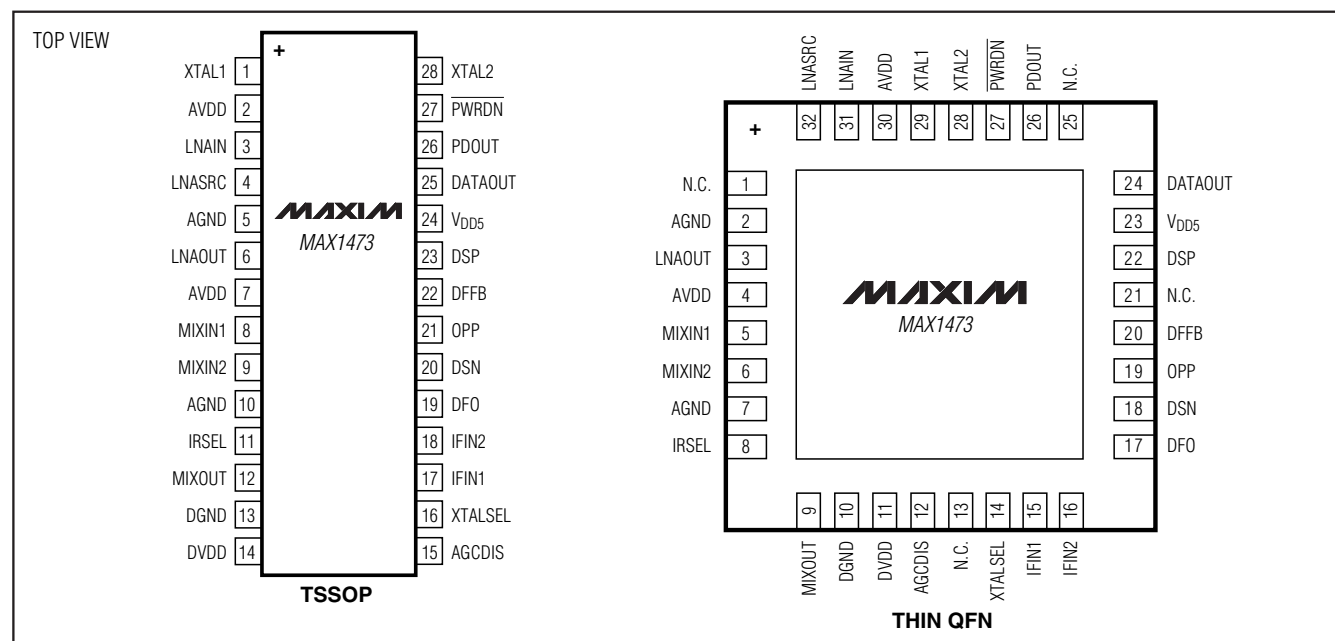 TOP VIEW
+
XTAL1 1
AVDD 2
LNAIN 3
LNASRC 4
AGND 5
LNAOUT 6
AVDD 7
MIXIN1 8
MIXIN2 9
AGND 10
IRSEL 11
MIXOUT 12
DGND 13
DVDD 14
MAXIM
MAX1473
28 XTAL2
27 PWRDN
26 PDOUT
25 DATAOUT
24 VDD5
23 DSP
22 DFFB
21 OPP
20 DSN
19 DFO
18 IFIN2
17 IFIN1
16 XTALSEL
15 AGCDIS
TSSOP
LNASRC 32
LNAIN 31
AVDD 30
XTAL1 29
XTAL2 28
PWRDN 27
PDOUT 26
N.C. 25
+
N.C. 1
AGND 2
LNAOUT 3
AVDD 4
MIXIN1 5
MIXIN2 6
AGND 7
IRSEL 8
MAXIM
MAX1473
24 DATAOUT
23 VDD5
22 DSP
21 N.C.
20 DFFB
19 OPP
18 DSN
17 DFO
MIXOUT 9
DGND 10
DVDD 11
AGCDIS 12
N.C. 13
XTALSEL 14
IFIN1 15
IFIN2 16
THIN QFN